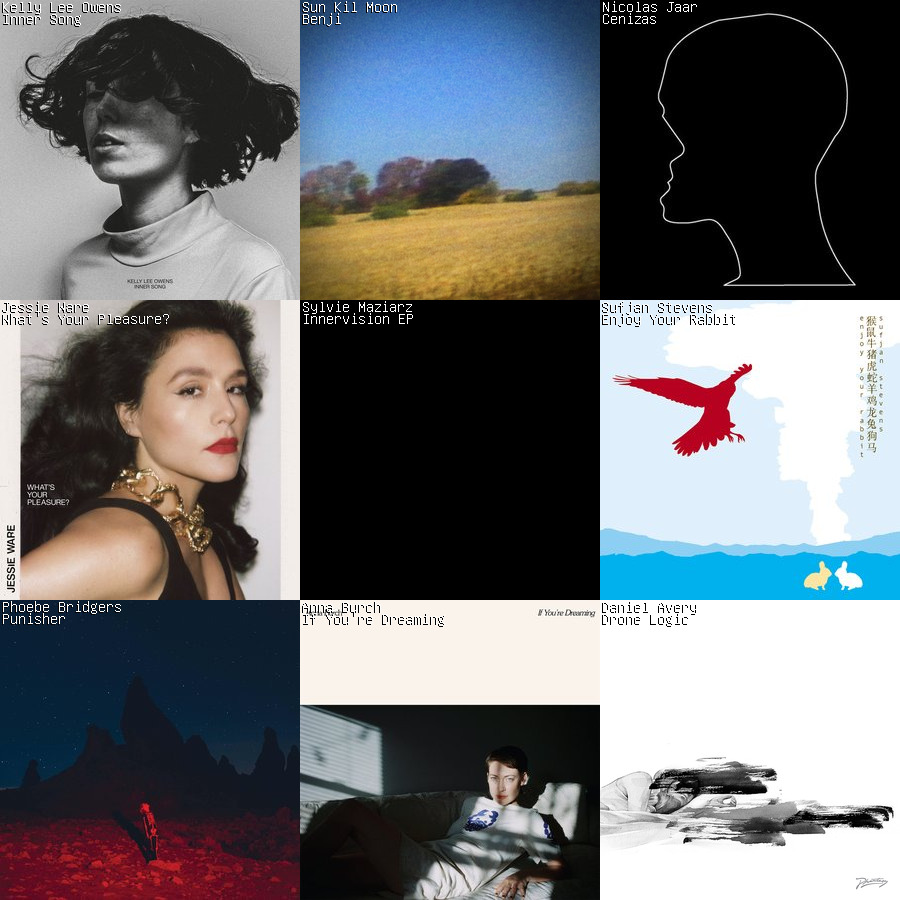 Kelly Lee Owens
Inner Song
KELLY LEE OWENS
INNER SONG
Sun Kil Moon
Benji
Nicolas Jaar
Cenizas
Jessie Ware
What's Your Pleasure?
WHAT'S
YOUR
PLEASURE?
JESSIE WARE
Sylvie Maziarz
Innervision EP
Sufjan Stevens
Enjoy Your Rabbit
sufjan stevens
猴鼠牛猪虎蛇羊鸡龙兔狗马
enjoy your rabbit
Phoebe Bridgers
Punisher
Anna Byrch
If You're Dreaming
If You're Dreaming
Daniel Avery
Drone Logic